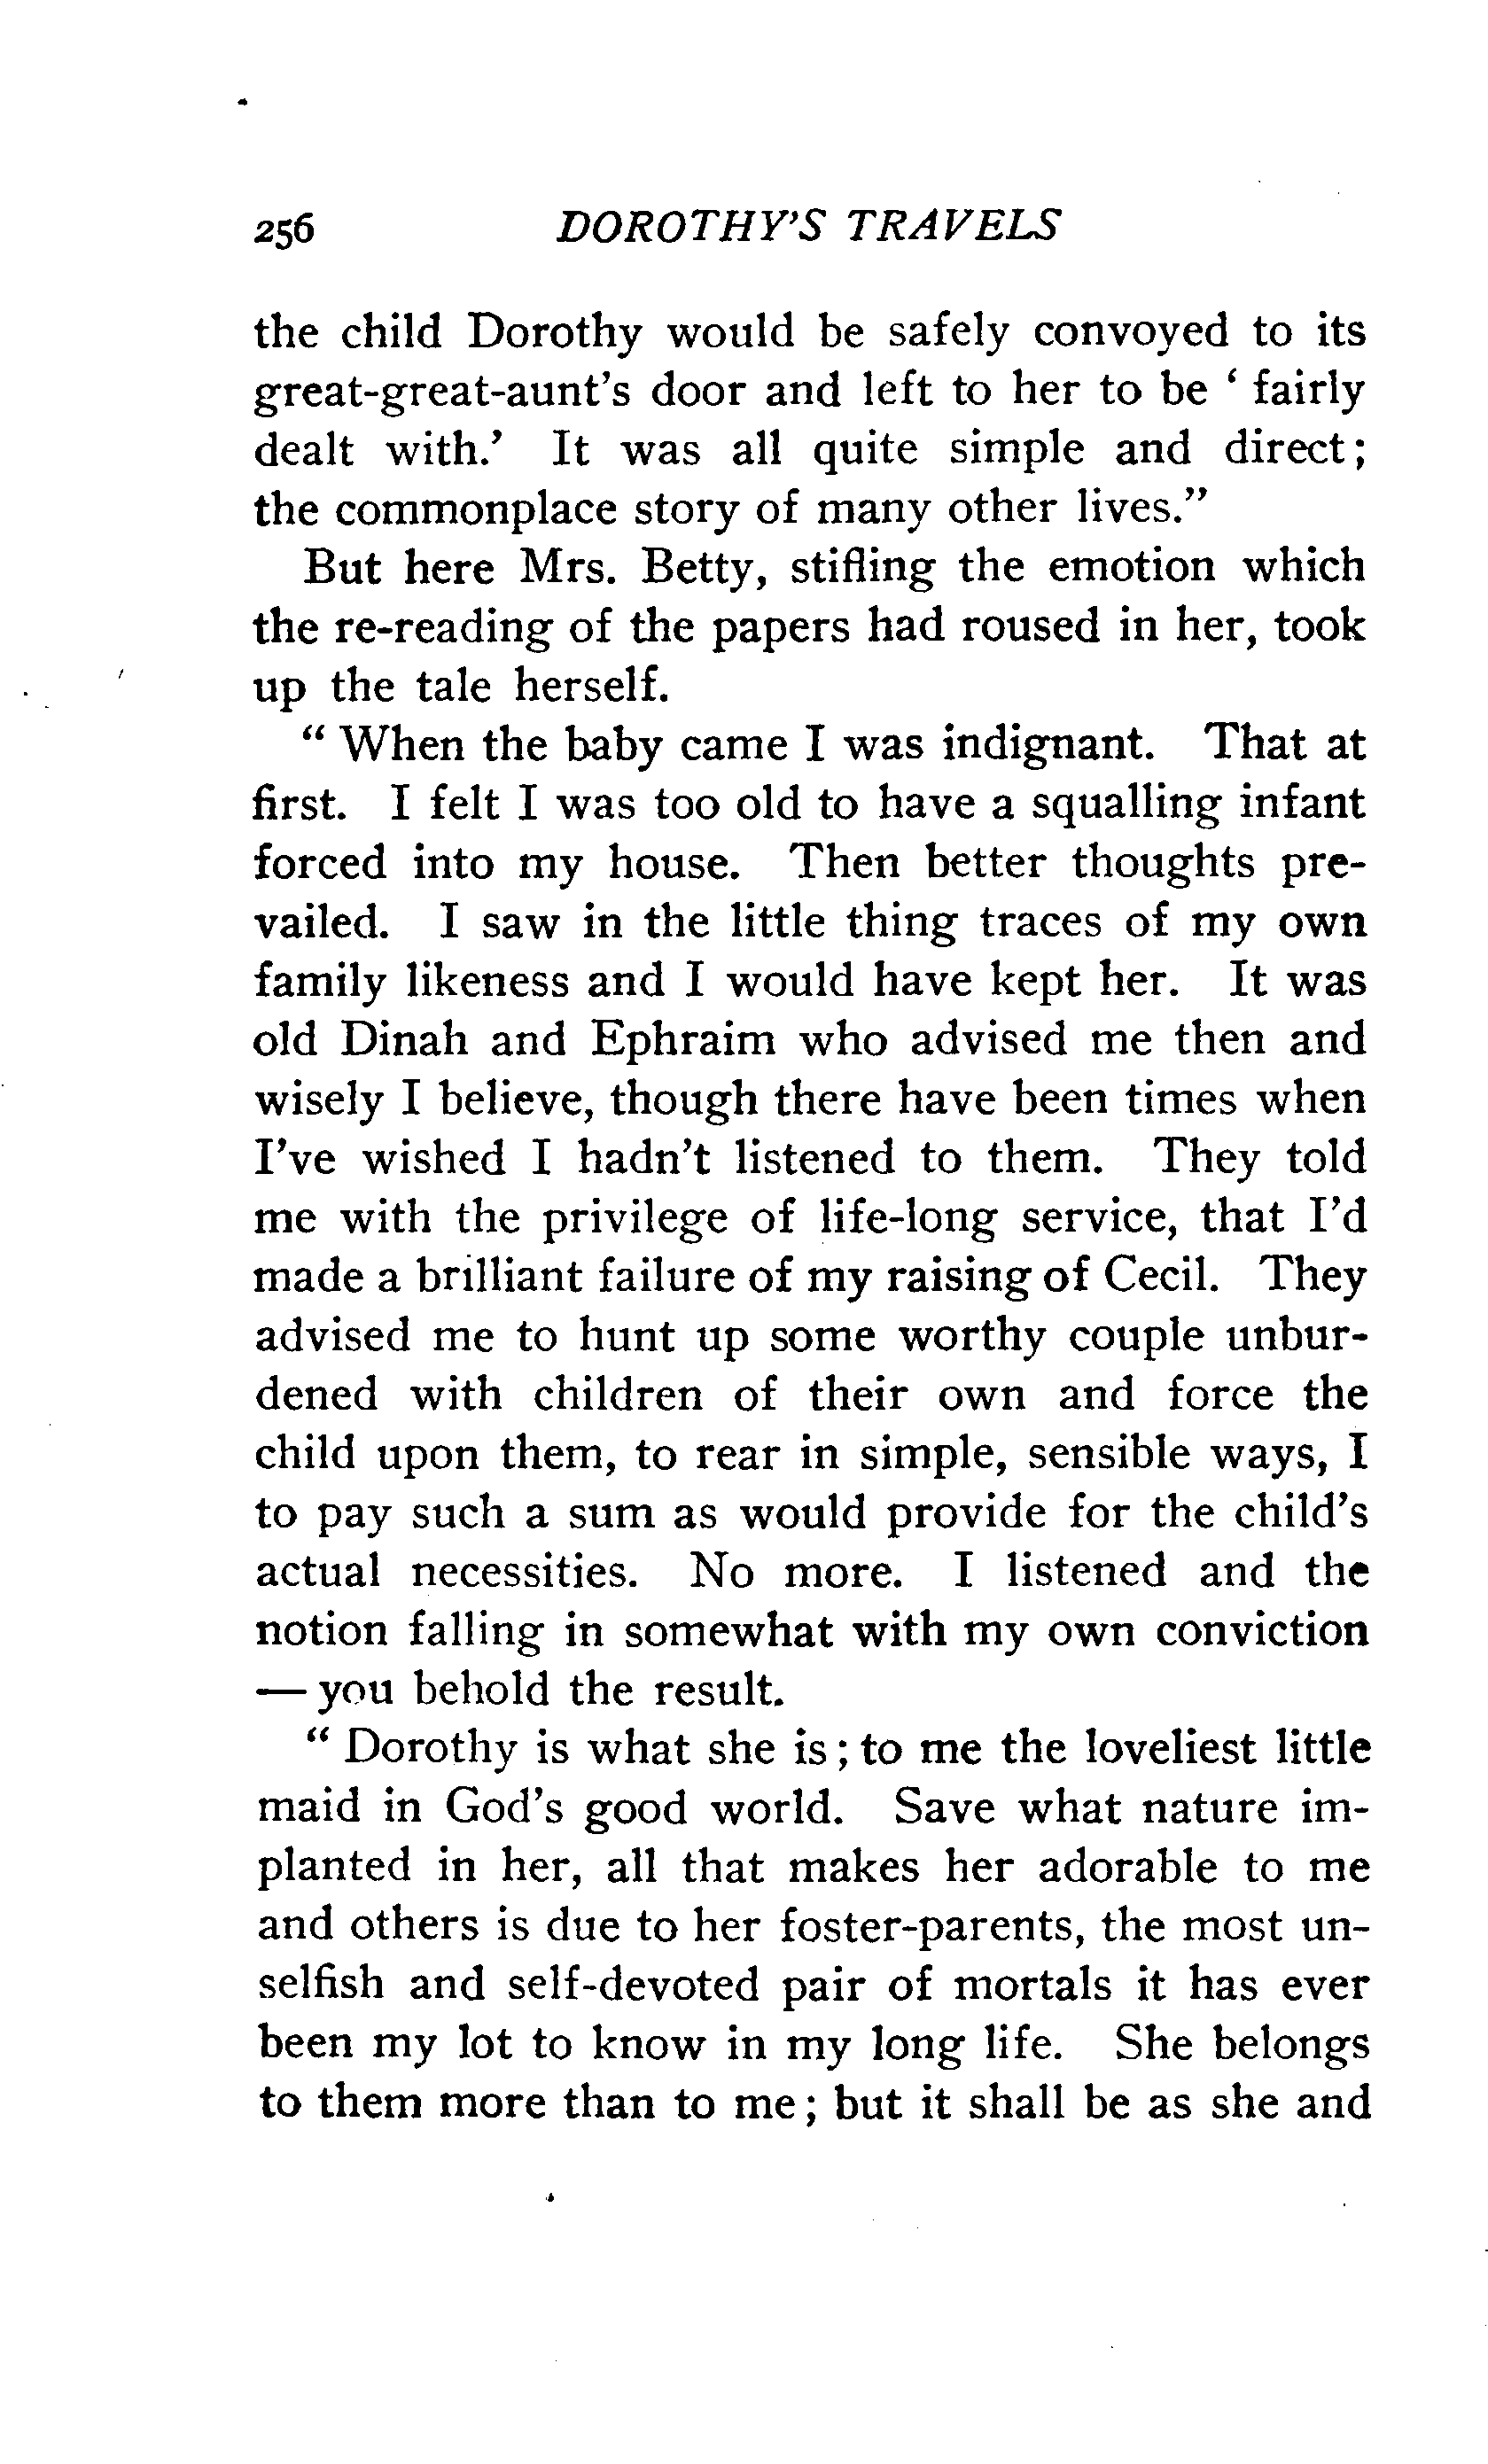 256 DOROTHY'S TRAVELS
the child Dorothy would be safely convoyed to its
great-great-aunt's door and left to her to be ‘ fairly
dealt with.’ It was all quite simple and direct;
the commonplace story of many other lives.”
But here Mrs. Betty, stifling the emotion which
the re-reading of the papers had roused in her, took
up the tale herself.
“ When the baby came I was indignant. That at
first. I felt I was too old to have a squalling infant
forced into my house. Then better thoughts pre-
vailed. I saw in the little thing traces of my own
family likeness and I would have kept her. It was
old Dinah and Ephraim who advised me then and
wisely I believe, though there have been times when
I've wished I hadn't listened to them. They told
me with the privilege of life-long service, that I'd
made a brilliant failure of my raising of Cecil. They
advised me to hunt up some worthy couple unbur-
dened with children of their own and force the
child upon them, to rear in simple, sensible ways, I
to pay such a sum as would provide for the child's
actual necessities. No more. I listened and the
notion falling in somewhat with my own conviction
— you behold the result.
“ Dorothy is what she is ; to me the loveliest little
maid in God's good world. Save what nature im-
planted in her, all that makes her adorable to me
and others is due to her foster-parents, the most un-
selfish and self-devoted pair of mortals it has ever
been my lot to know in my long life. She belongs
to them more than to me ; but it shall be as she and